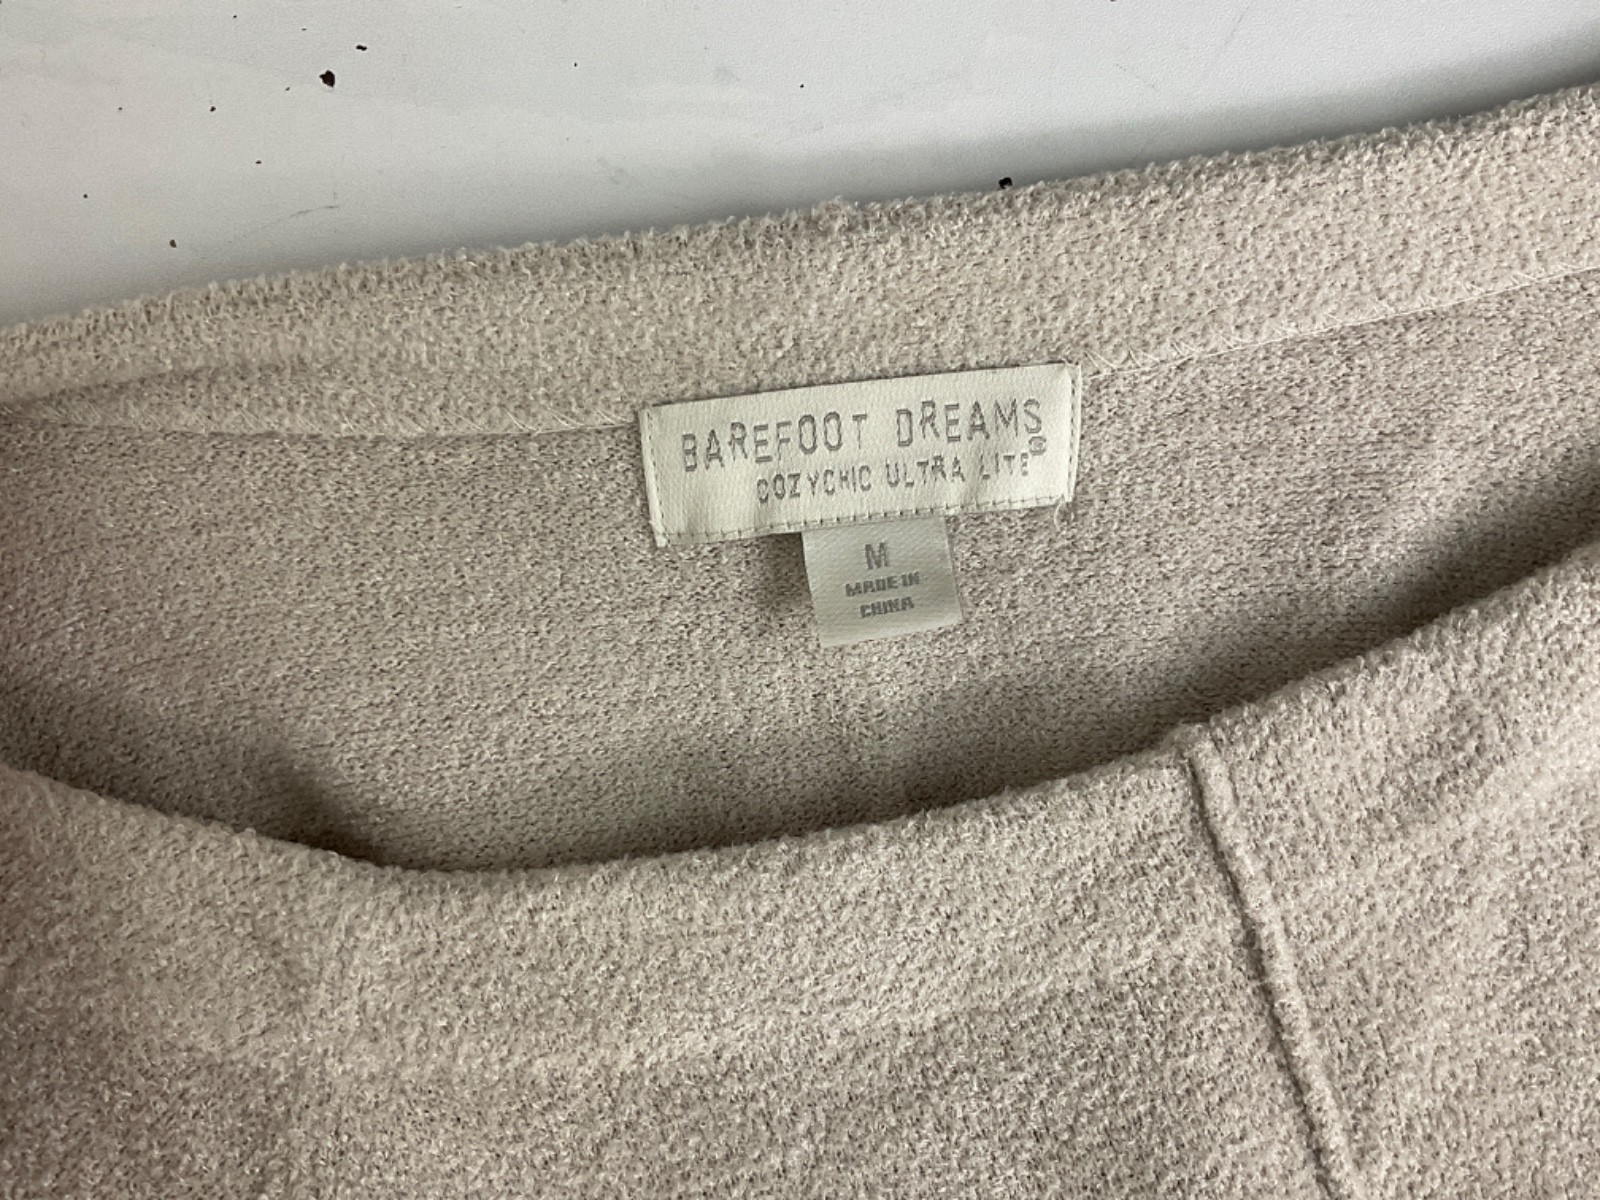 BAREFOOT DREAMS
COZYCHIC ULTRA LITE®
M
MADE IN
CHINA